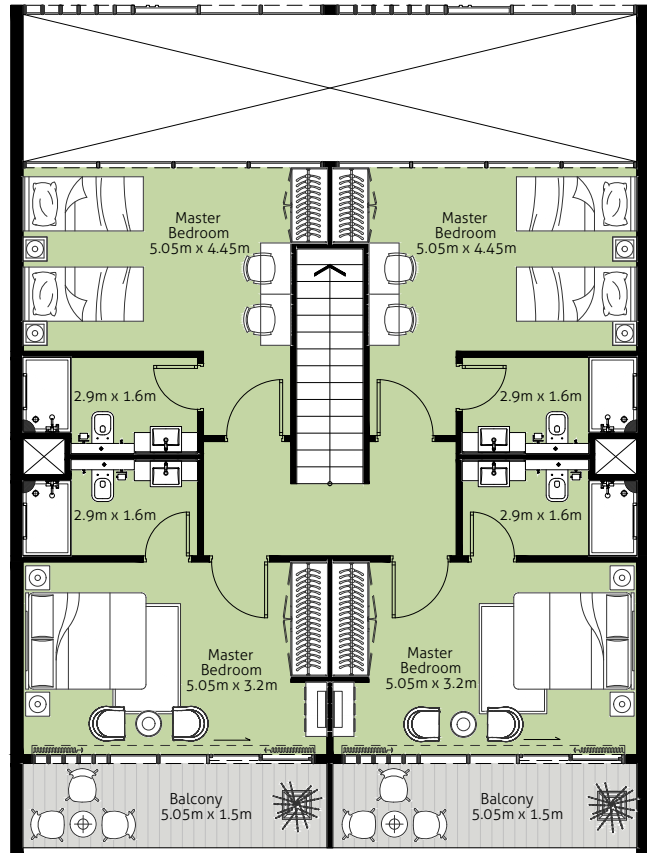 Master
Bedroom
5.05m x 4.45m
Master
Bedroom
5.05m x 4.45m
2.9m x 1.6m
2.9m x 1.6m
2.9m x 1.6m
2.9m x 1.6m
Master
Bedroom
5.05m x 3.2m
Master
Bedroom
5.05m x 3.2m
Balcony
5.05m x 1.5m
Balcony
5.05m x 1.5m